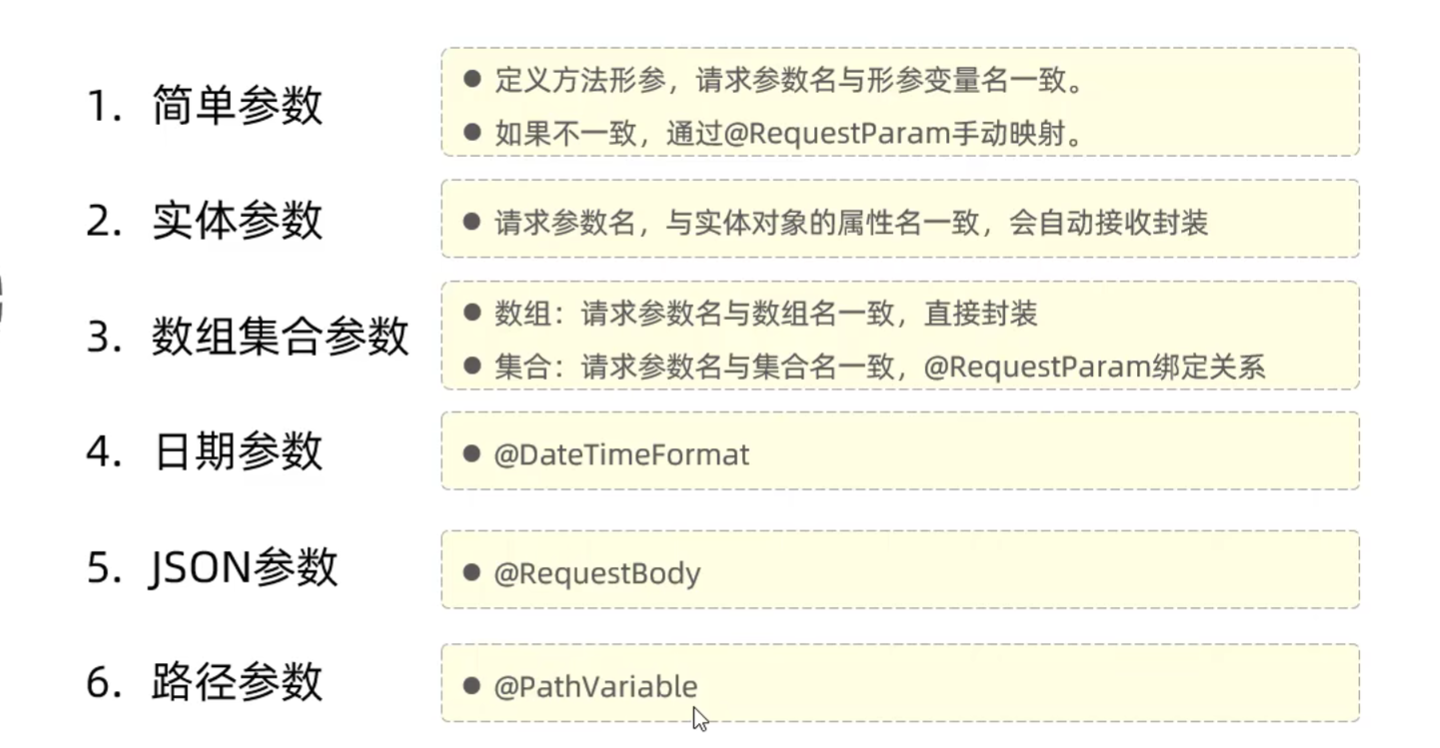 1. 简单参数
● 定义方法形参，请求参数名与形参变量名一致。
● 如果不一致，通过@RequestParam手动映射。
2. 实体参数
● 请求参数名，与实体对象的属性名一致，会自动接收封装
3. 数组集合参数
● 数组：请求参数名与数组名一致，直接封装
● 集合：请求参数名与集合名一致，@RequestParam绑定关系
4. 日期参数
● @DateTimeFormat
5. JSON参数
● @RequestBody
6. 路径参数
● @PathVariable